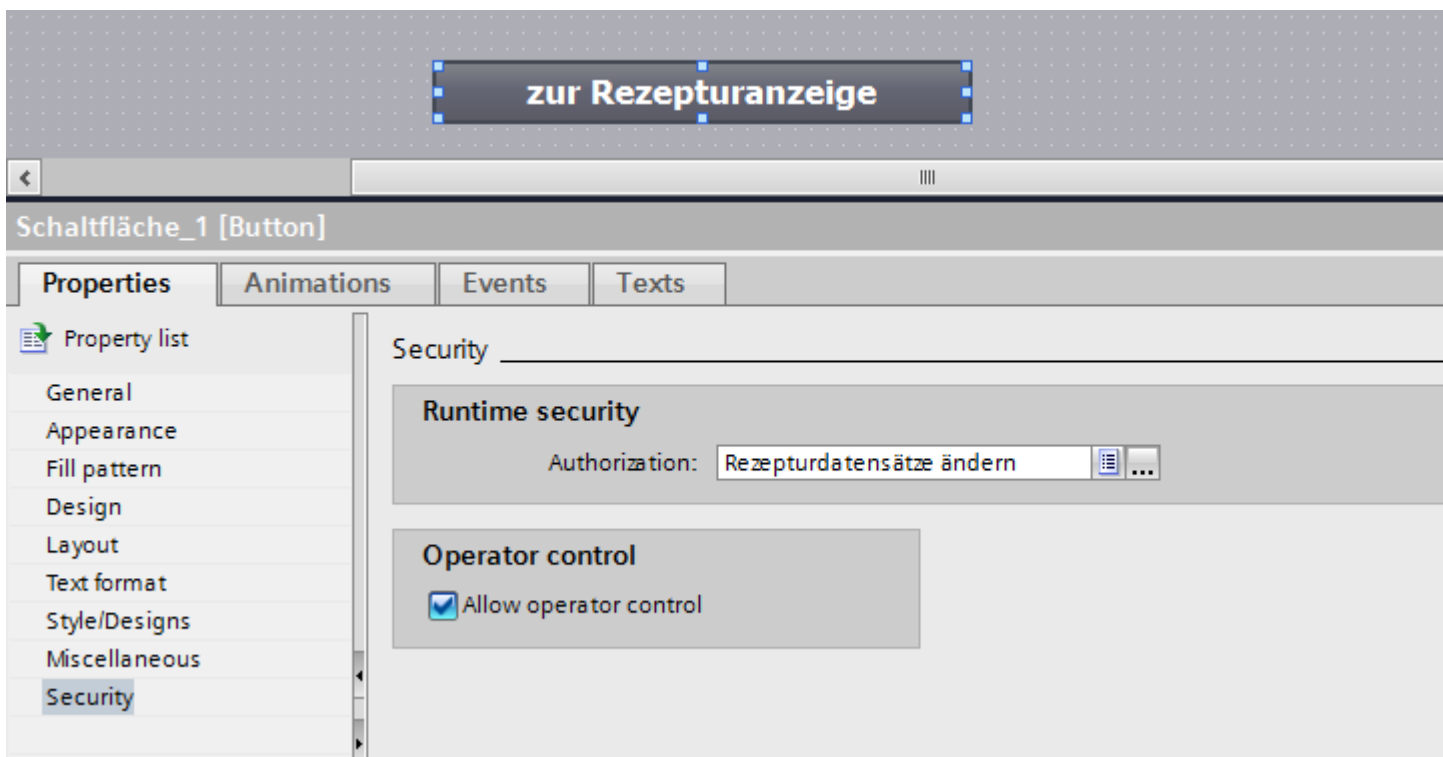 zur Rezepturanzeige
Schaltfläche_1 [Button]
Properties
Animations
Events
Texts
Property list
General
Appearance
Fill pattern
Design
Layout
Text format
Style/Designs
Miscellaneous
Security
Security
Runtime security
Authorization: Rezepturdatensätze ändern ...
Operator control
Allow operator control